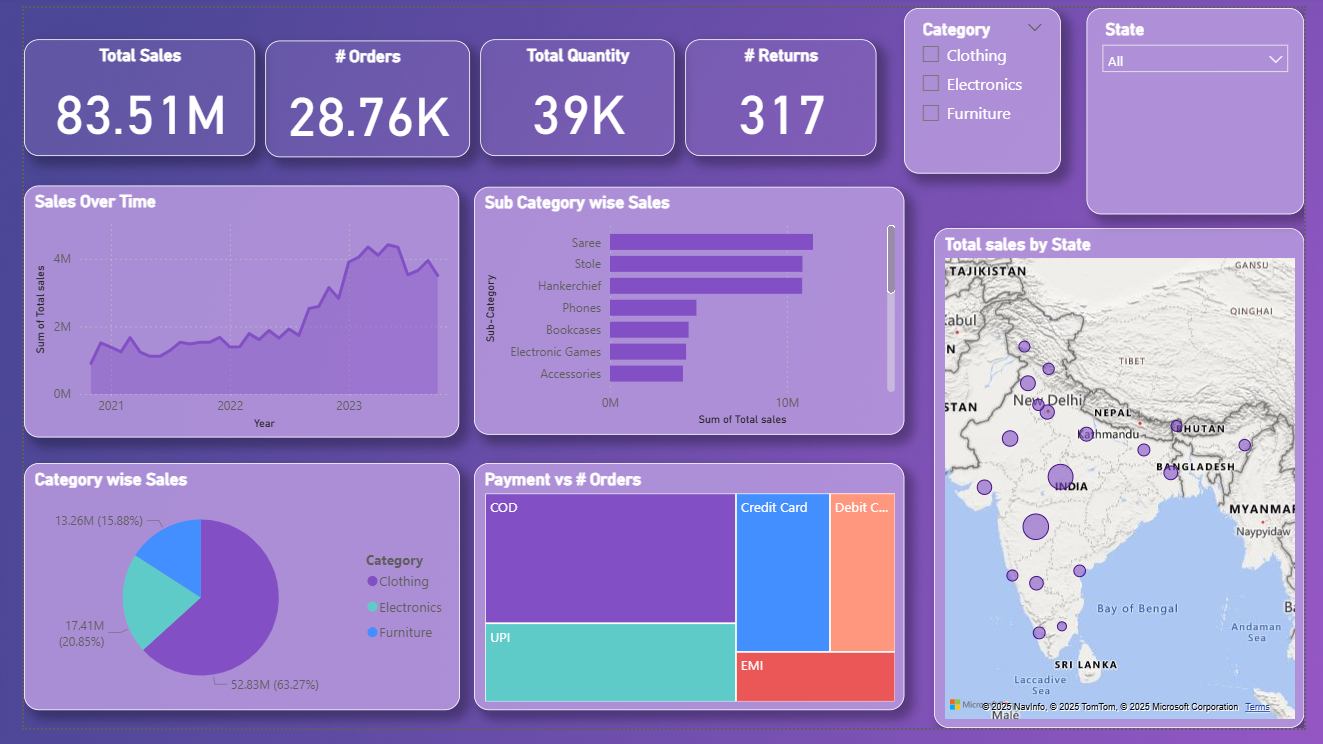 Total Sales
83.51M
# Orders
28.76K
Total Quantity
39K
# Returns
317
Category
Clothing
Electronics
Furniture
State
All
Sales Over Time
Sum of Total sales
4M
2M
0M
2021
2022
2023
Year
Sub Category wise Sales
Sub-Category
Saree
Stole
Hankerchief
Phones
Bookcases
Electronic Games
Accessories
0M
10M
Sum of Total sales
Total sales by State
TAJIKISTAN
GANSU
QINGHAI
abul
N
TIBET
STAN
New Delhi
NEPAL
Kathmandu
BHUTAN
BANGLADESH
INDIA
MYANMAR
Naypyidaw
Bay of Bengal
Andaman
Sea
SRI LANKA
Laccadive
Sea
Male
© 2025 NavInfo, © 2025 TomTom, © 2025 Microsoft Corporation Terms
Category wise Sales
13.26M (15.88%)
17.41M
(20.85%)
52.83M (63.27%)
Category
Clothing
Electronics
Furniture
Payment vs # Orders
COD
UPI
Credit Card
Debit C...
EMI